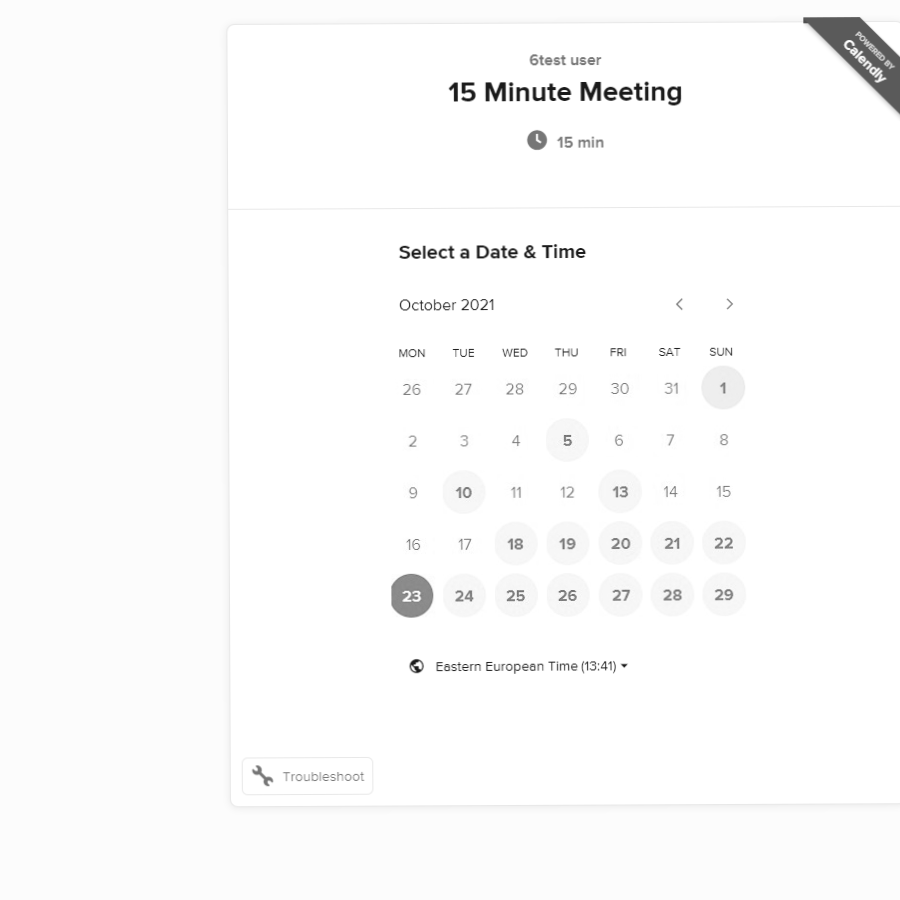 POWERED BY
Calendly
6test user
15 Minute Meeting
15 min
Select a Date & Time
October 2021
MON TUE WED THU FRI SAT SUN
26 27 28 29 30 31 1
2 3 4 5 6 7 8
9 10 11 12 13 14 15
16 17 18 19 20 21 22
23 24 25 26 27 28 29
Eastern European Time (13:41)
Troubleshoot